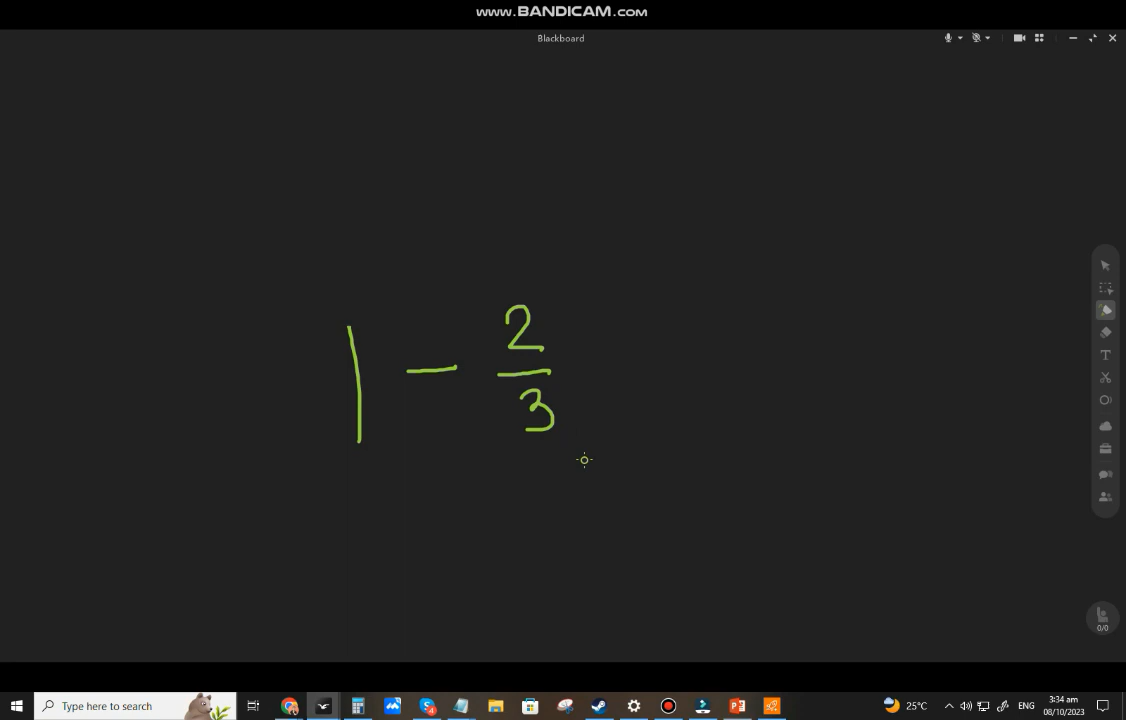 www.BANDICAM.com
Blackboard
1 - 2/3
0/0
Type here to search
25°C
ENG
3:34 am
08/10/2023